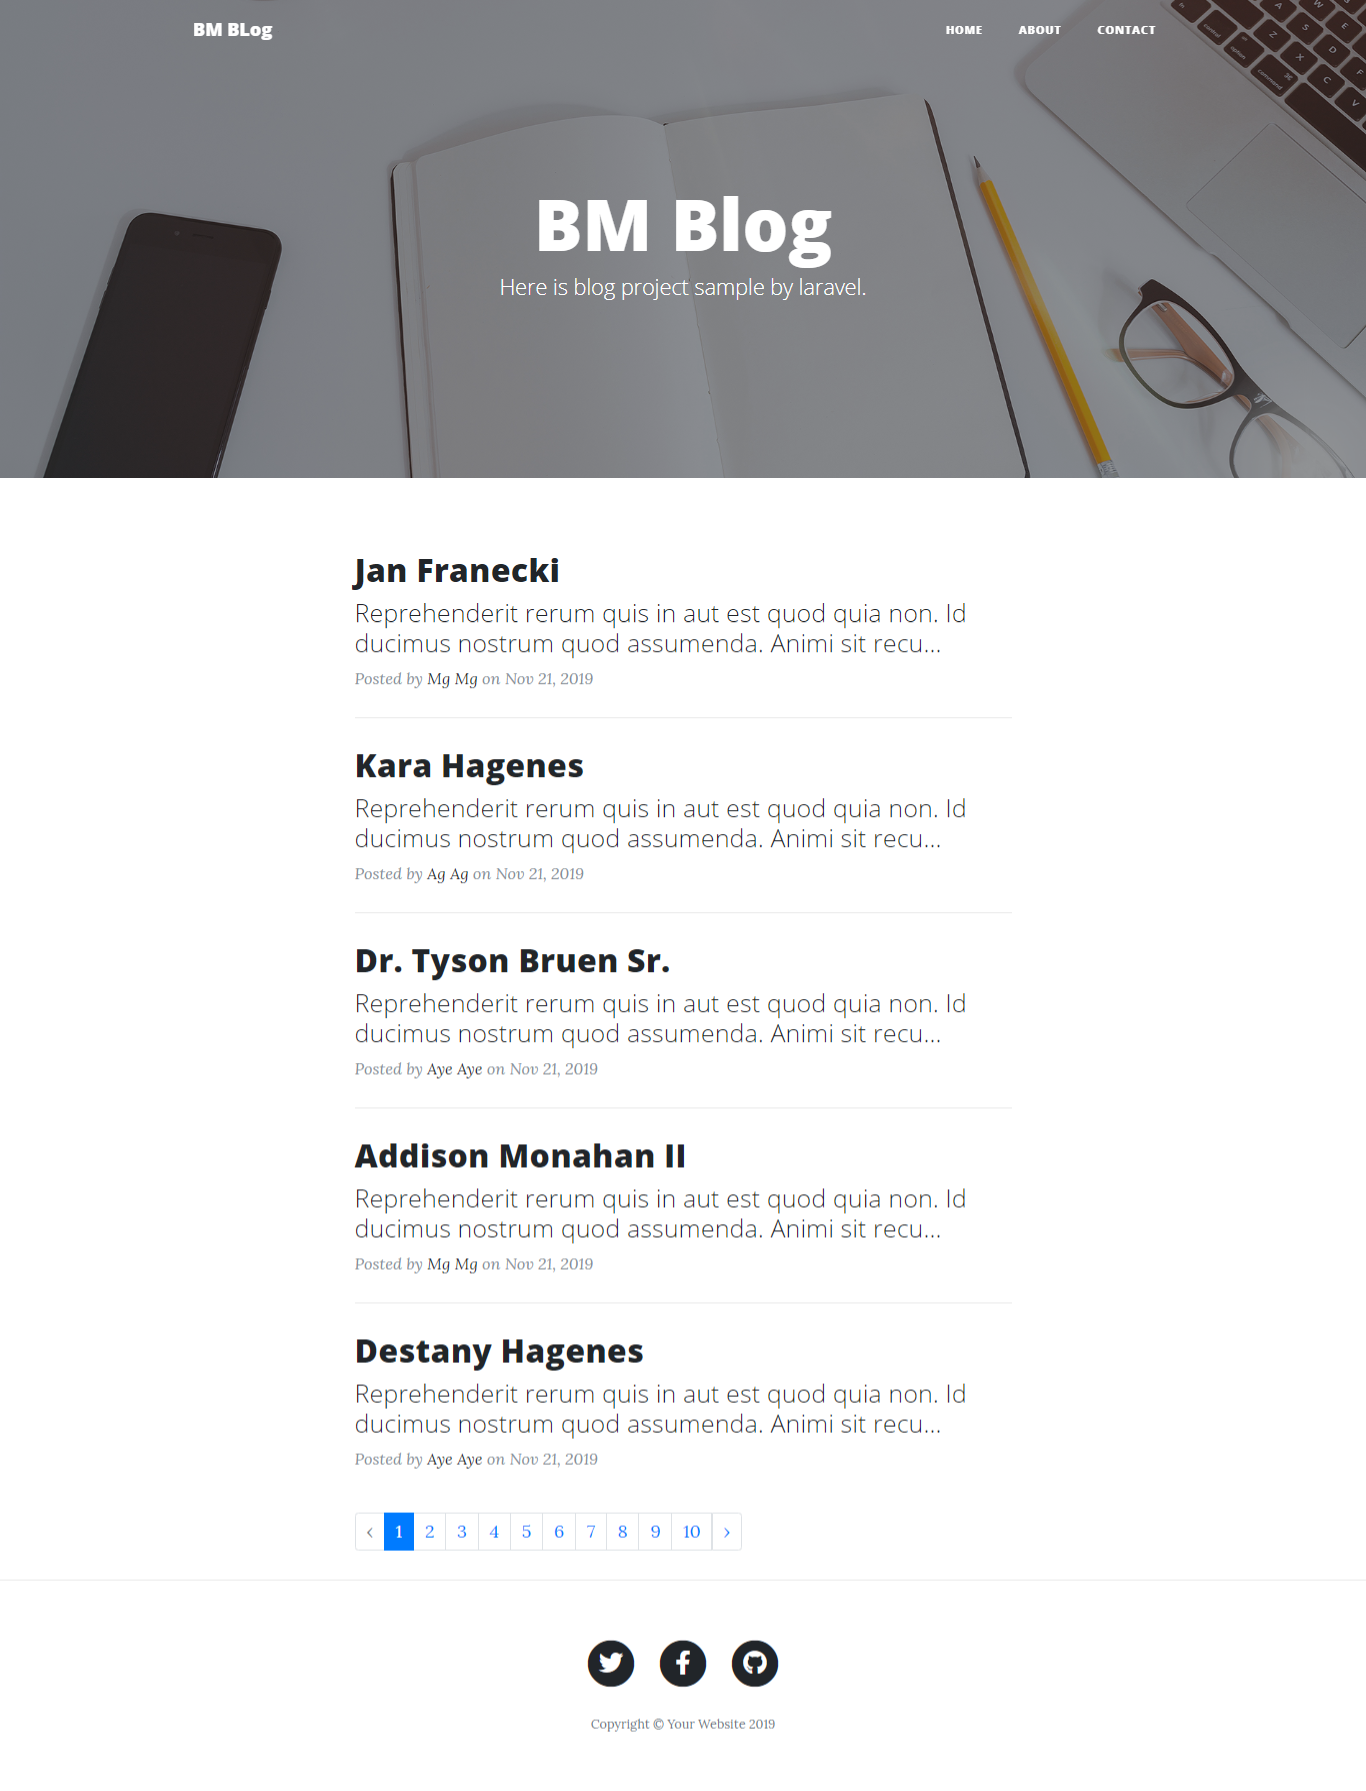 BM BLog
HOME
ABOUT
CONTACT
BM Blog
Here is blog project sample by laravel.
Jan Franecki
Reprehenderit rerum quis in aut est quod quia non. Id
ducimus nostrum quod assumenda. Animi sit recu...
Posted by Mg Mg on Nov 21, 2019
Kara Hagenes
Reprehenderit rerum quis in aut est quod quia non. Id
ducimus nostrum quod assumenda. Animi sit recu...
Posted by Ag Ag on Nov 21, 2019
Dr. Tyson Bruen Sr.
Reprehenderit rerum quis in aut est quod quia non. Id
ducimus nostrum quod assumenda. Animi sit recu...
Posted by Aye Aye on Nov 21, 2019
Addison Monahan II
Reprehenderit rerum quis in aut est quod quia non. Id
ducimus nostrum quod assumenda. Animi sit recu...
Posted by Mg Mg on Nov 21, 2019
Destany Hagenes
Reprehenderit rerum quis in aut est quod quia non. Id
ducimus nostrum quod assumenda. Animi sit recu...
Posted by Aye Aye on Nov 21, 2019
‹ 1 2 3 4 5 6 7 8 9 10 ›
Copyright © Your Website 2019